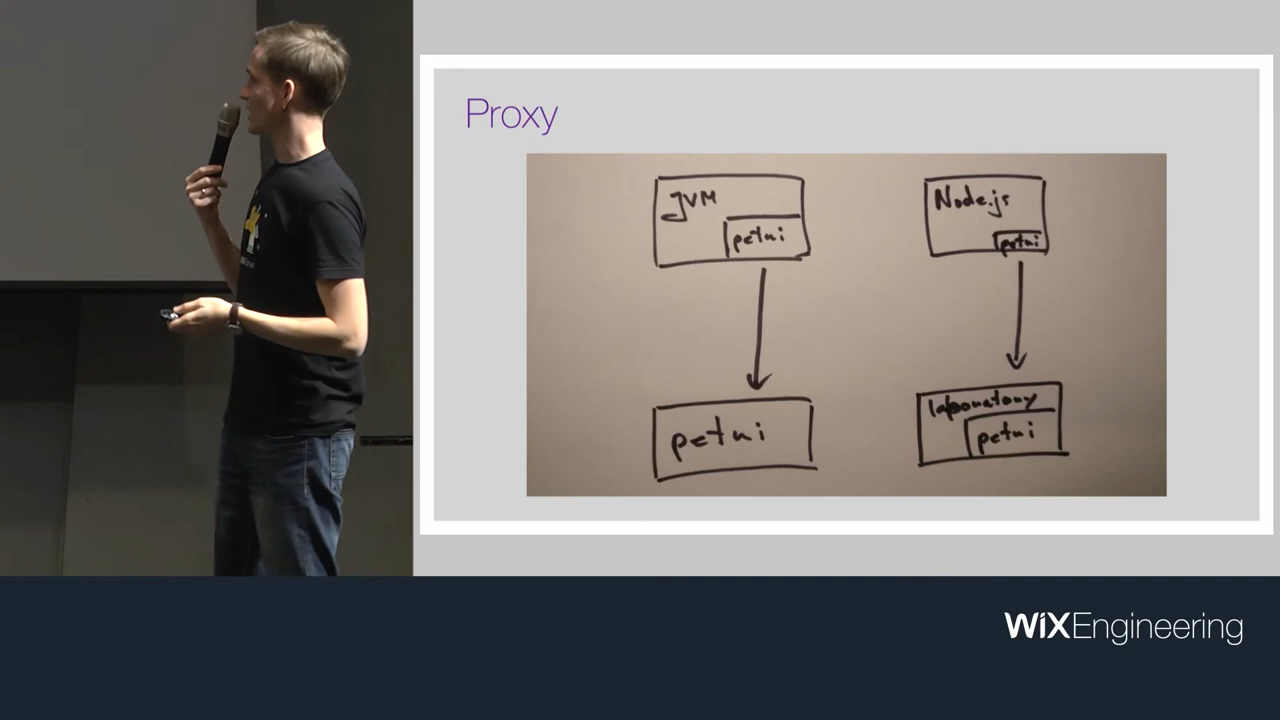 Proxy
JVM
petri
Node.js
petri
petri
laboratory
petri
WiXEngineering